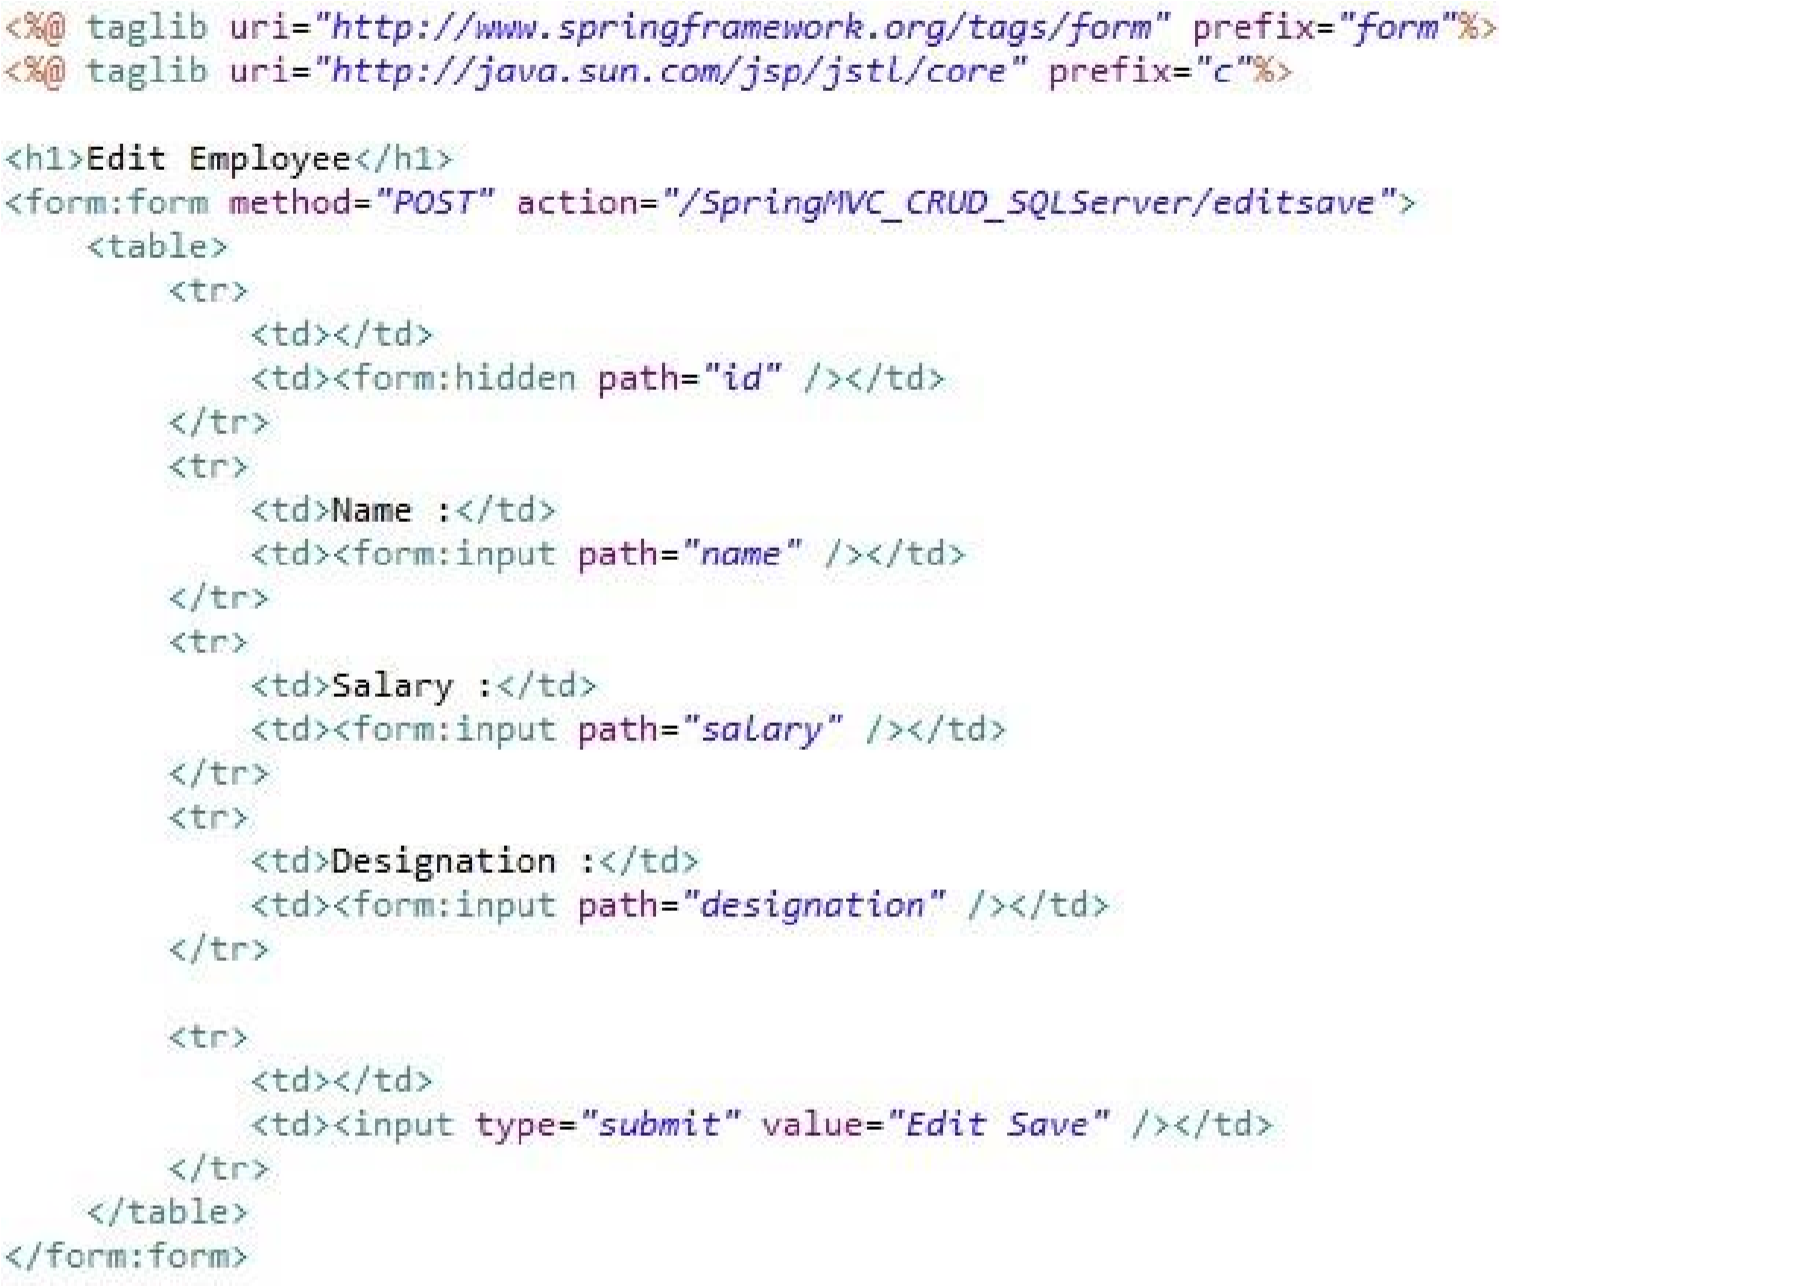 <%@ taglib uri="http://www.springframework.org/tags/form" prefix="form"%>
<%@ taglib uri="http://java.sun.com/jsp/jstl/core" prefix="c"%>

<h1>Edit Employee</h1>
<form:form method="POST" action="/SpringMVC_CRUD_SQLServer/editsave">
    <table>
        <tr>
            <td></td>
            <td><form:hidden path="id" /></td>
        </tr>
        <tr>
            <td>Name :</td>
            <td><form:input path="name" /></td>
        </tr>
        <tr>
            <td>Salary :</td>
            <td><form:input path="salary" /></td>
        </tr>
        <tr>
            <td>Designation :</td>
            <td><form:input path="designation" /></td>
        </tr>

        <tr>
            <td></td>
            <td><input type="submit" value="Edit Save" /></td>
        </tr>
    </table>
</form:form>